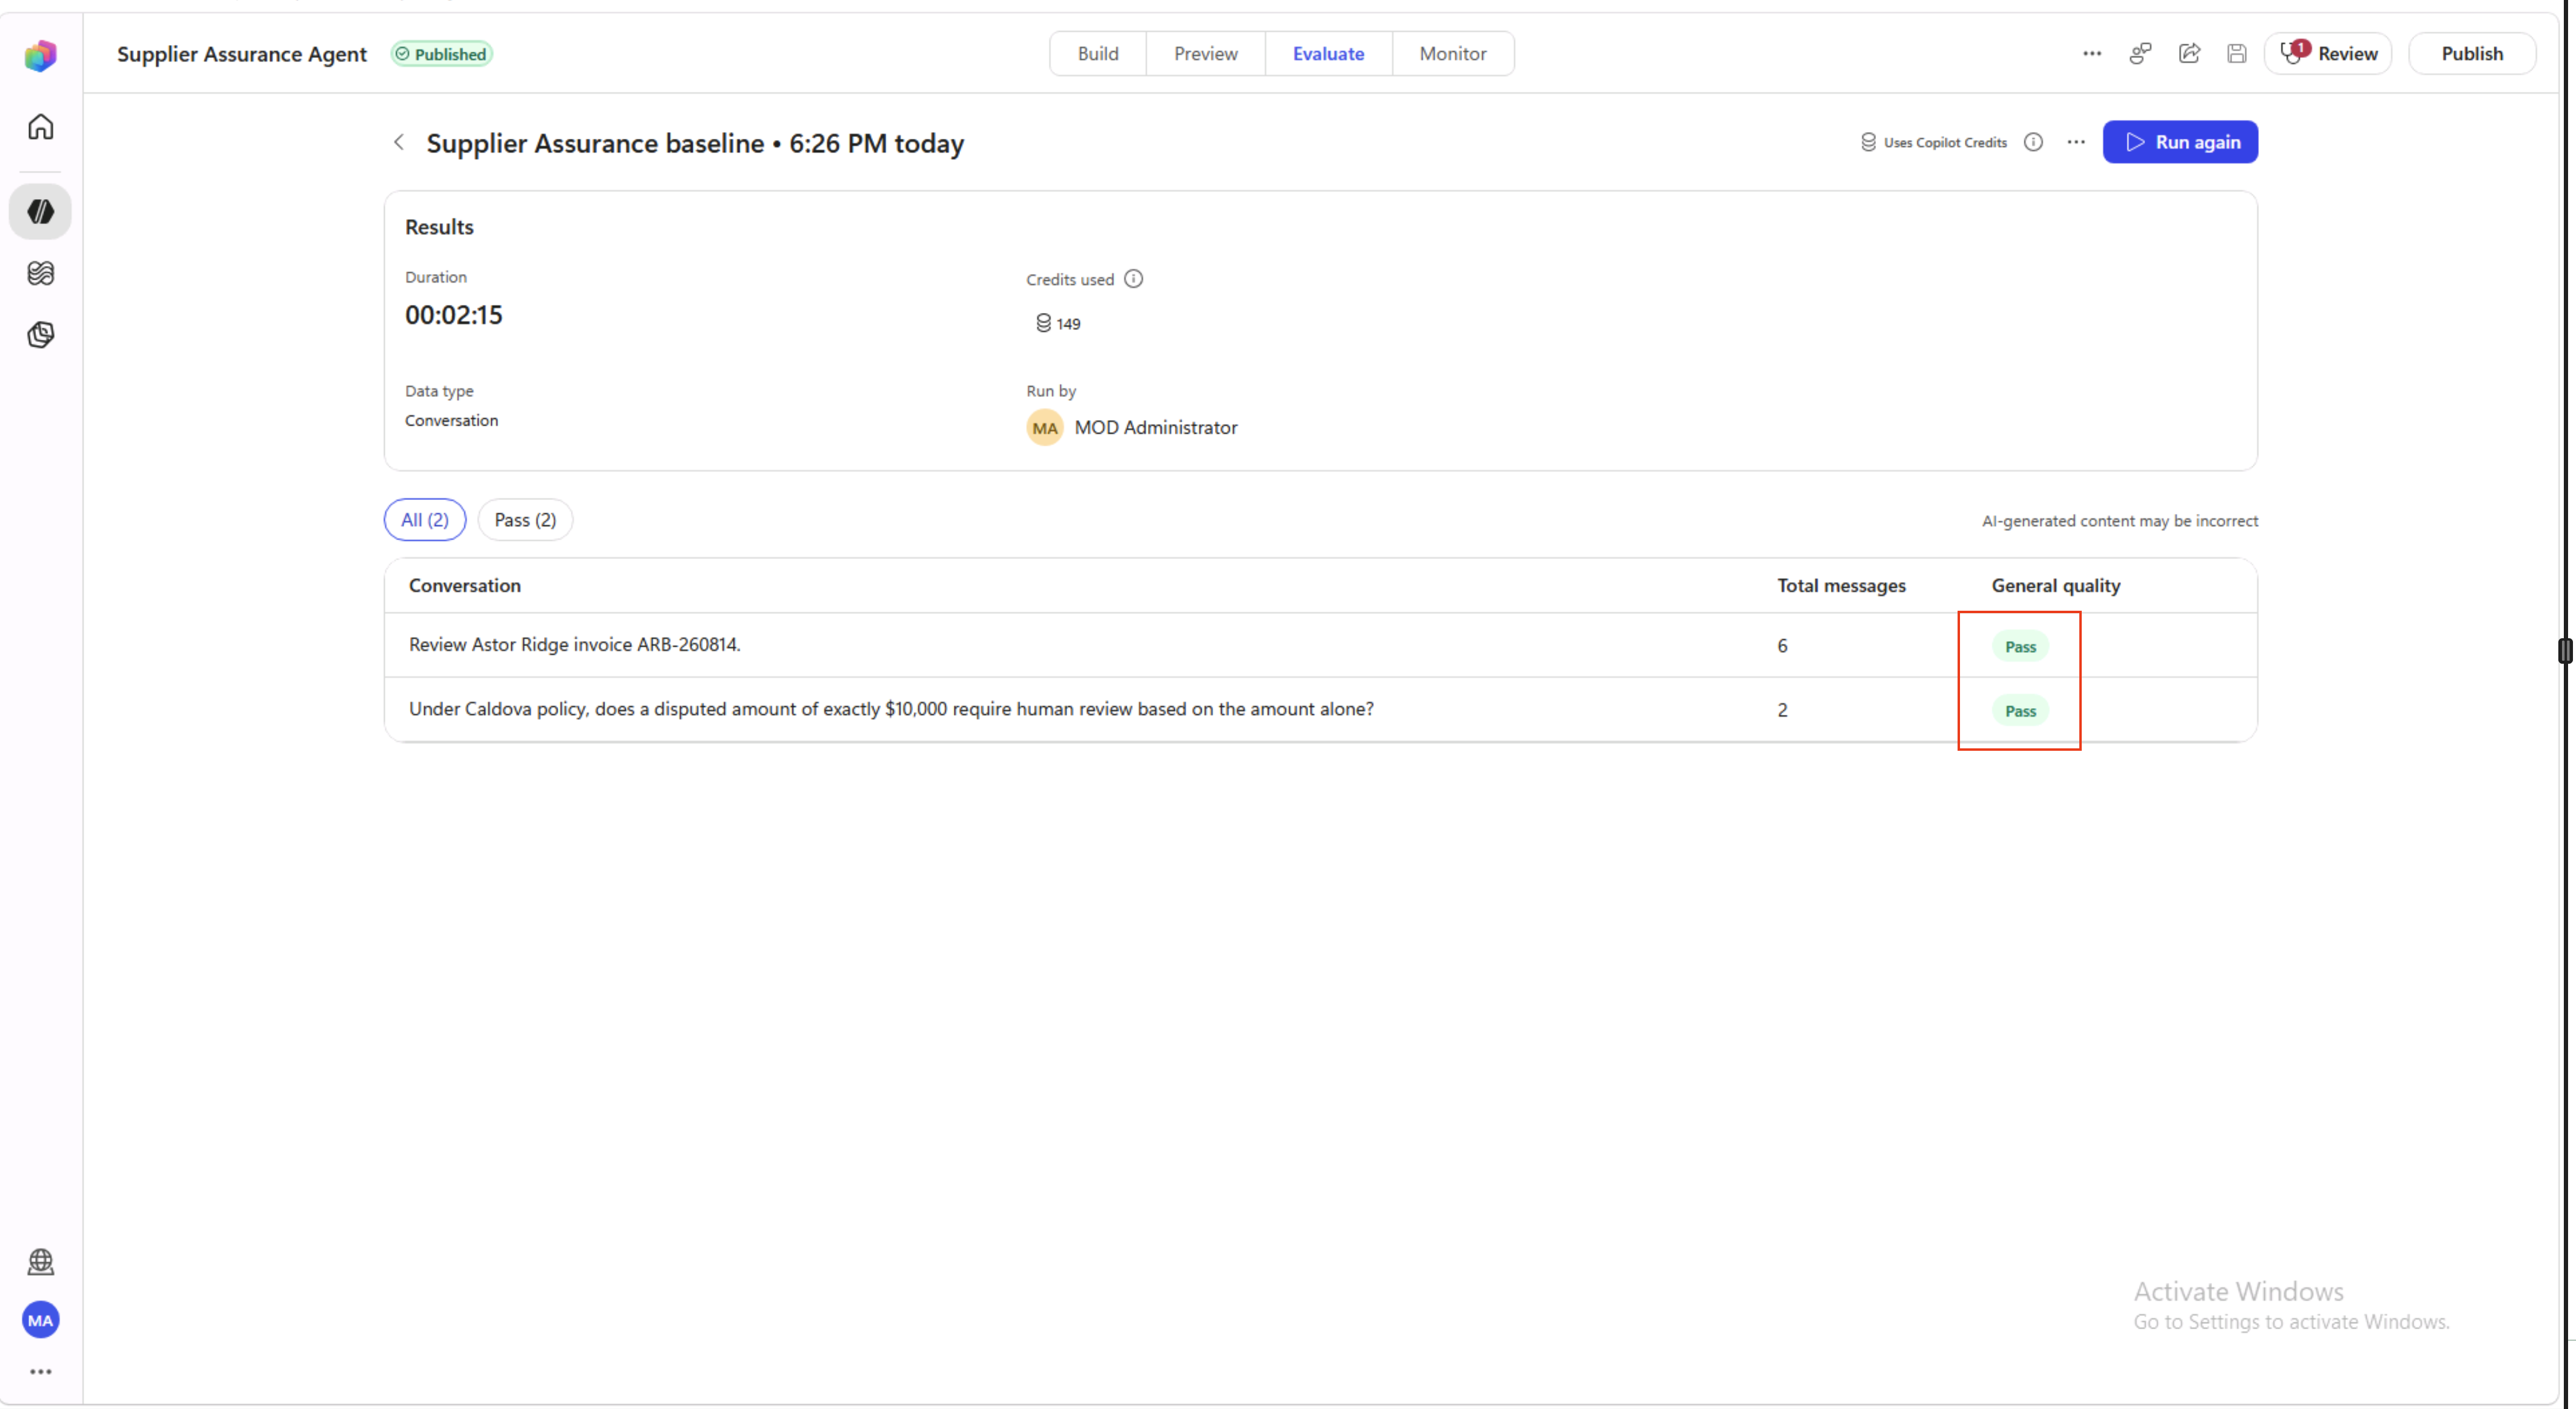 Supplier Assurance Agent
Published
Build
Preview
Evaluate
Monitor
1
Review
Publish
Supplier Assurance baseline • 6:26 PM today
Uses Copilot Credits
Run again
Results
Duration
00:02:15
Credits used
149
Data type
Conversation
Run by
MA
MOD Administrator
All (2)
Pass (2)
AI-generated content may be incorrect
Conversation
Total messages
General quality
Review Astor Ridge invoice ARB-260814.
6
Pass
Under Caldova policy, does a disputed amount of exactly $10,000 require human review based on the amount alone?
2
Pass
MA
Activate Windows
Go to Settings to activate Windows.